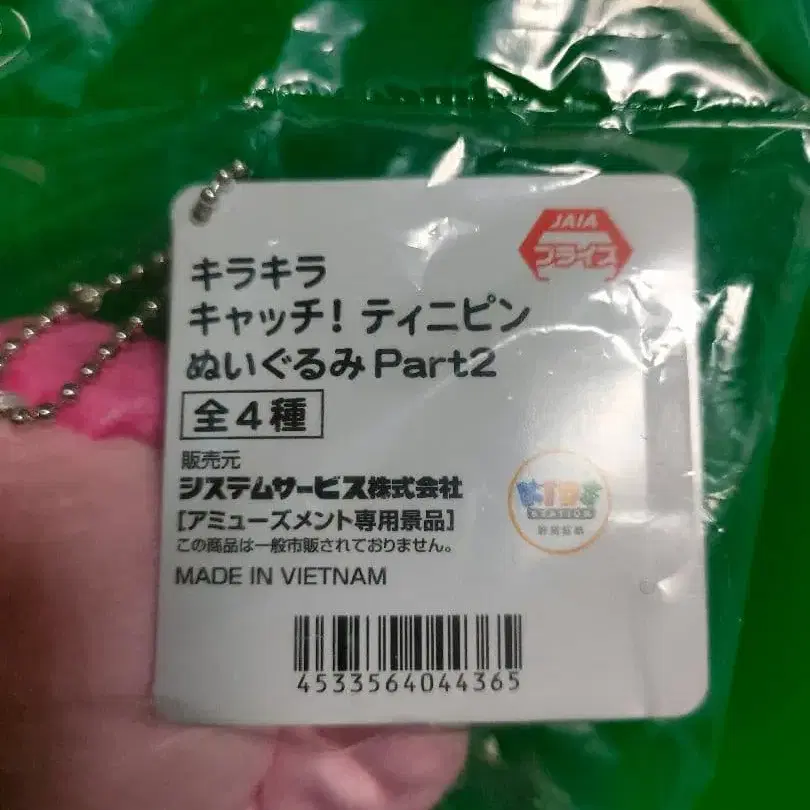 JAIA
プライズ
キラキラ
キャッチ! ティニピン
ぬいぐるみPart2
全4種
販売元
システムサービス株式会社
[アミューズメント専用景品]
この商品は一般市販されておりません。
MADE IN VIETNAM
4533564044365